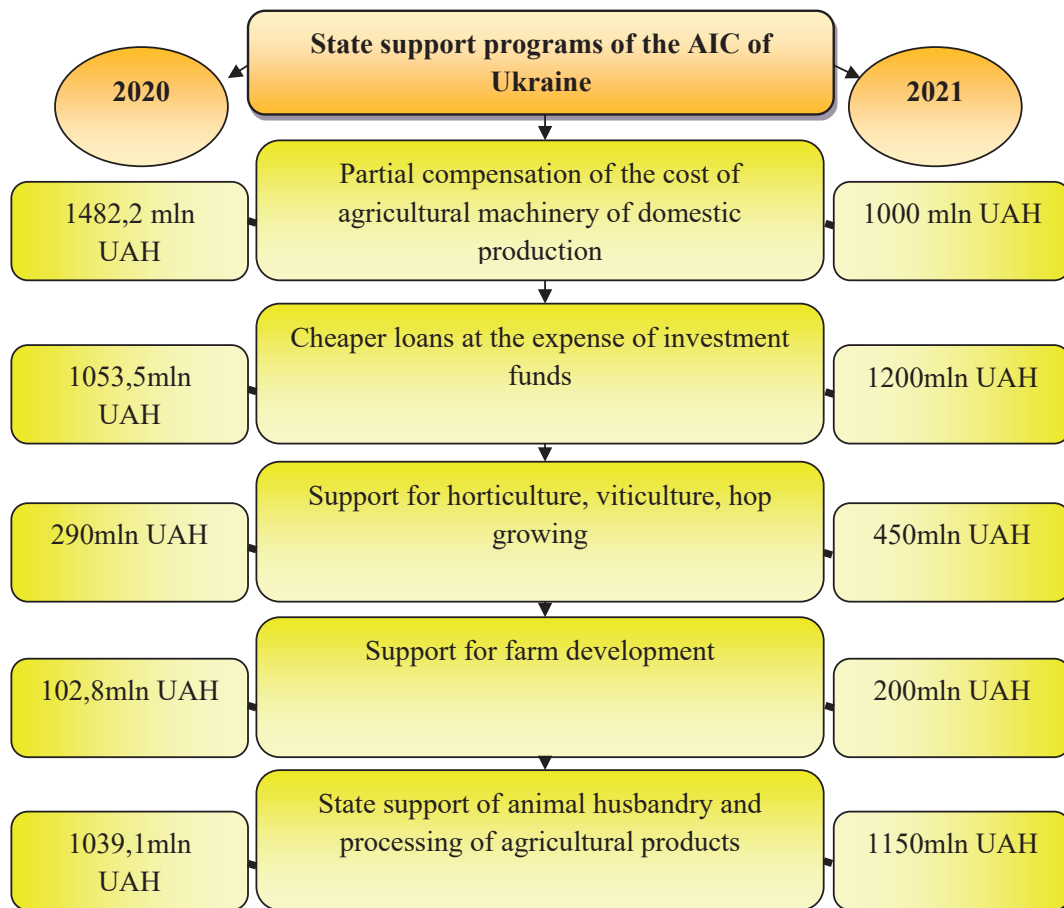 State support programs of the AIC of
Ukraine
2020
2021
Partial compensation of the cost of
agricultural machinery of domestic
production
1482,2 mln
UAH
1000 mln UAH
Cheaper loans at the expense of investment
funds
1053,5mln
UAH
1200mln UAH
Support for horticulture, viticulture, hop
growing
290mln UAH
450mln UAH
Support for farm development
102,8mln UAH
200mln UAH
State support of animal husbandry and
processing of agricultural products
1039,1mln
UAH
1150mln UAH